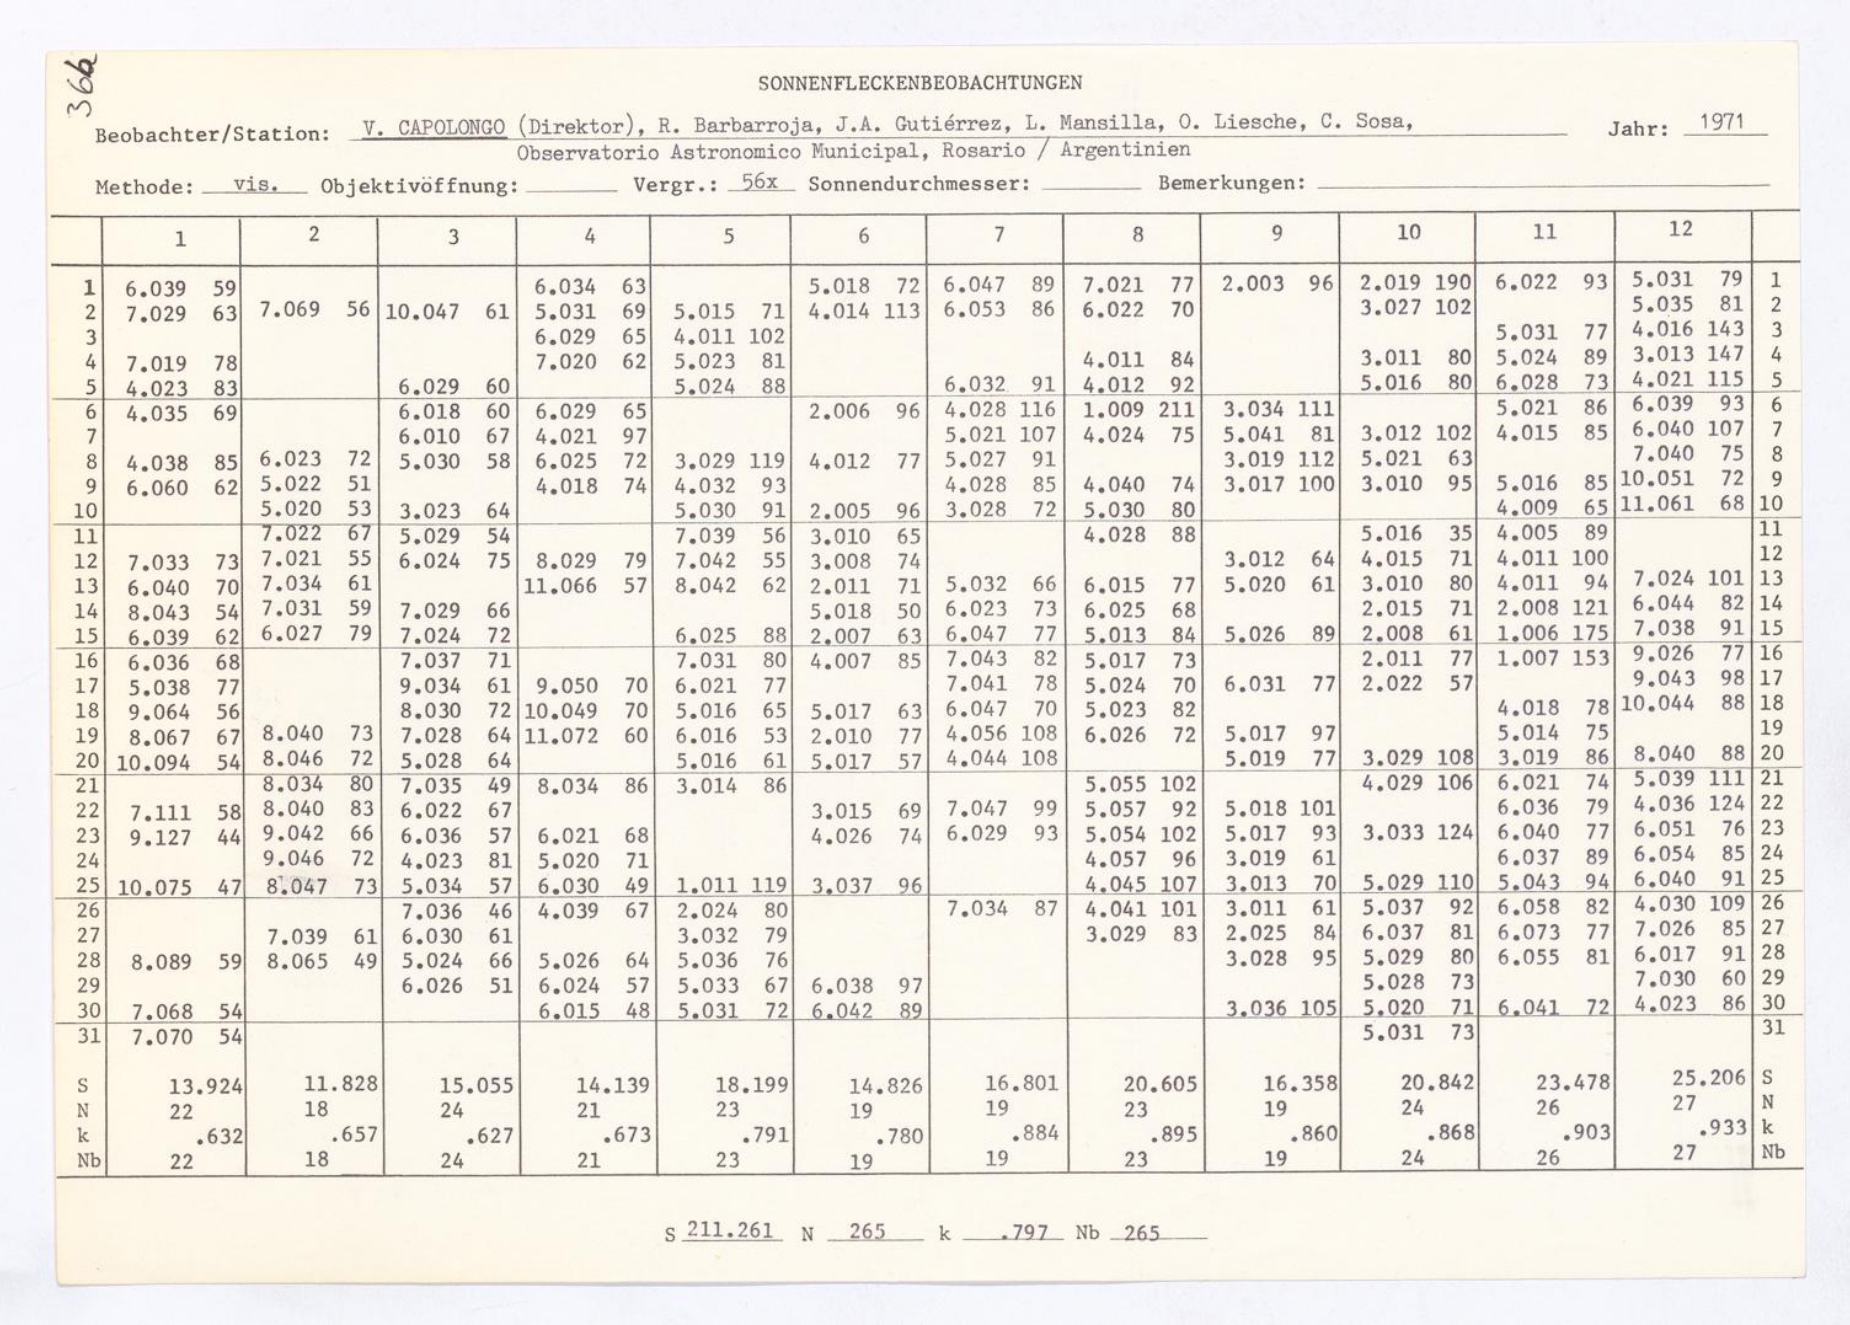 36b
SONNENFLECKENBEOBACHTUNGEN
Beobachter/Station: V. CAPOLONGO (Direktor), R. Barbarroja, J.A. Gutiérrez, L. Mansilla, O. Liesche, C. Sosa, Jahr: 1971
Observatorio Astronomico Municipal, Rosario / Argentinien
Methode: vis. Objektivöffnung: Vergr.: 56x Sonnendurchmesser: Bemerkungen:
1 2 3 4 5 6 7 8 9 10 11 12
1 6.039 59 6.034 63 5.018 72 6.047 89 7.021 77 2.003 96 2.019 190 6.022 93 5.031 79 1
2 7.029 63 7.069 56 10.047 61 5.031 69 5.015 71 4.014 113 6.053 86 6.022 70 3.027 102 5.035 81 2
3 6.029 65 4.011 102 5.031 77 4.016 143 3
4 7.019 78 7.020 62 5.023 81 4.011 84 3.011 80 5.024 89 3.013 147 4
5 4.023 83 6.029 60 5.024 88 6.032 91 4.012 92 5.016 80 6.028 73 4.021 115 5
6 4.035 69 6.018 60 6.029 65 2.006 96 4.028 116 1.009 211 3.034 111 5.021 86 6.039 93 6
7 6.010 67 4.021 97 5.021 107 4.024 75 5.041 81 3.012 102 4.015 85 6.040 107 7
8 4.038 85 6.023 72 5.030 58 6.025 72 3.029 119 4.012 77 5.027 91 3.019 112 5.021 63 7.040 75 8
9 6.060 62 5.022 51 4.018 74 4.032 93 4.028 85 4.040 74 3.017 100 3.010 95 5.016 85 10.051 72 9
10 5.020 53 3.023 64 5.030 91 2.005 96 3.028 72 5.030 80 4.009 65 11.061 68 10
11 7.022 67 5.029 54 7.039 56 3.010 65 4.028 88 5.016 35 4.005 89 11
12 7.033 73 7.021 55 6.024 75 8.029 79 7.042 55 3.008 74 3.012 64 4.015 71 4.011 100 12
13 6.040 70 7.034 61 11.066 57 8.042 62 2.011 71 5.032 66 6.015 77 5.020 61 3.010 80 4.011 94 7.024 101 13
14 8.043 54 7.031 59 7.029 66 5.018 50 6.023 73 6.025 68 2.015 71 2.008 121 6.044 82 14
15 6.039 62 6.027 79 7.024 72 6.025 88 2.007 63 6.047 77 5.013 84 5.026 89 2.008 61 1.006 175 7.038 91 15
16 6.036 68 7.037 71 7.031 80 4.007 85 7.043 82 5.017 73 2.011 77 1.007 153 9.026 77 16
17 5.038 77 9.034 61 9.050 70 6.021 77 7.041 78 5.024 70 6.031 77 2.022 57 9.043 98 17
18 9.064 56 8.030 72 10.049 70 5.016 65 5.017 63 6.047 70 5.023 82 4.018 78 10.044 88 18
19 8.067 67 8.040 73 7.028 64 11.072 60 6.016 53 2.010 77 4.056 108 6.026 72 5.017 97 5.014 75 19
20 10.094 54 8.046 72 5.028 64 5.016 61 5.017 57 4.044 108 5.019 77 3.029 108 3.019 86 8.040 88 20
21 8.034 80 7.035 49 8.034 86 3.014 86 5.055 102 4.029 106 6.021 74 5.039 111 21
22 7.111 58 8.040 83 6.022 67 3.015 69 7.047 99 5.057 92 5.018 101 6.036 79 4.036 124 22
23 9.127 44 9.042 66 6.036 57 6.021 68 4.026 74 6.029 93 5.054 102 5.017 93 3.033 124 6.040 77 6.051 76 23
24 9.046 72 4.023 81 5.020 71 4.057 96 3.019 61 6.037 89 6.054 85 24
25 10.075 47 8.047 73 5.034 57 6.030 49 1.011 119 3.037 96 4.045 107 3.013 70 5.029 110 5.043 94 6.040 91 25
26 7.036 46 4.039 67 2.024 80 7.034 87 4.041 101 3.011 61 5.037 92 6.058 82 4.030 109 26
27 7.039 61 6.030 61 3.032 79 3.029 83 2.025 84 6.037 81 6.073 77 7.026 85 27
28 8.089 59 8.065 49 5.024 66 5.026 64 5.036 76 3.028 95 5.029 80 6.055 81 6.017 91 28
29 6.026 51 6.024 57 5.033 67 6.038 97 5.028 73 7.030 60 29
30 7.068 54 6.015 48 5.031 72 6.042 89 3.036 105 5.020 71 6.041 72 4.023 86 30
31 7.070 54 5.031 73 31
S 13.924 11.828 15.055 14.139 18.199 14.826 16.801 20.605 16.358 20.842 23.478 25.206 S
N 22 18 24 21 23 19 19 23 19 24 26 27 N
k .632 .657 .627 .673 .791 .780 .884 .895 .860 .868 .903 .933 k
Nb 22 18 24 21 23 19 19 23 19 24 26 27 Nb
S 211.261 N 265 k .797 Nb 265